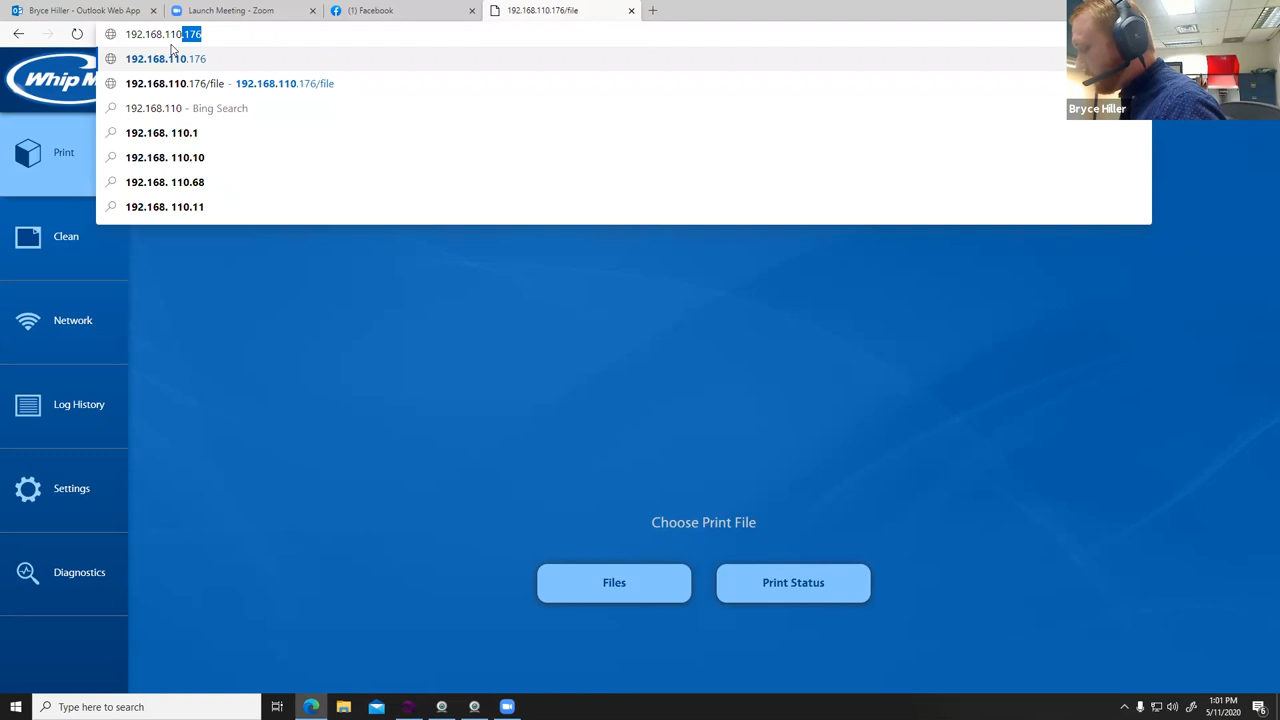 Bryce Hiller - Outlook Web App
Launch Meeting - Zoom
(1) Facebook
192.168.110.176/file
192.168.110.176
192.168.110.176
192.168.110.176/file - 192.168.110.176/file
192.168.110 - Bing Search
192.168. 110.1
192.168. 110.10
192.168. 110.68
192.168. 110.11
Bryce Hiller
Whip M
Print
Clean
Network
Log History
Settings
Diagnostics
Choose Print File
Files
Print Status
Type here to search
1:01 PM
5/11/2020